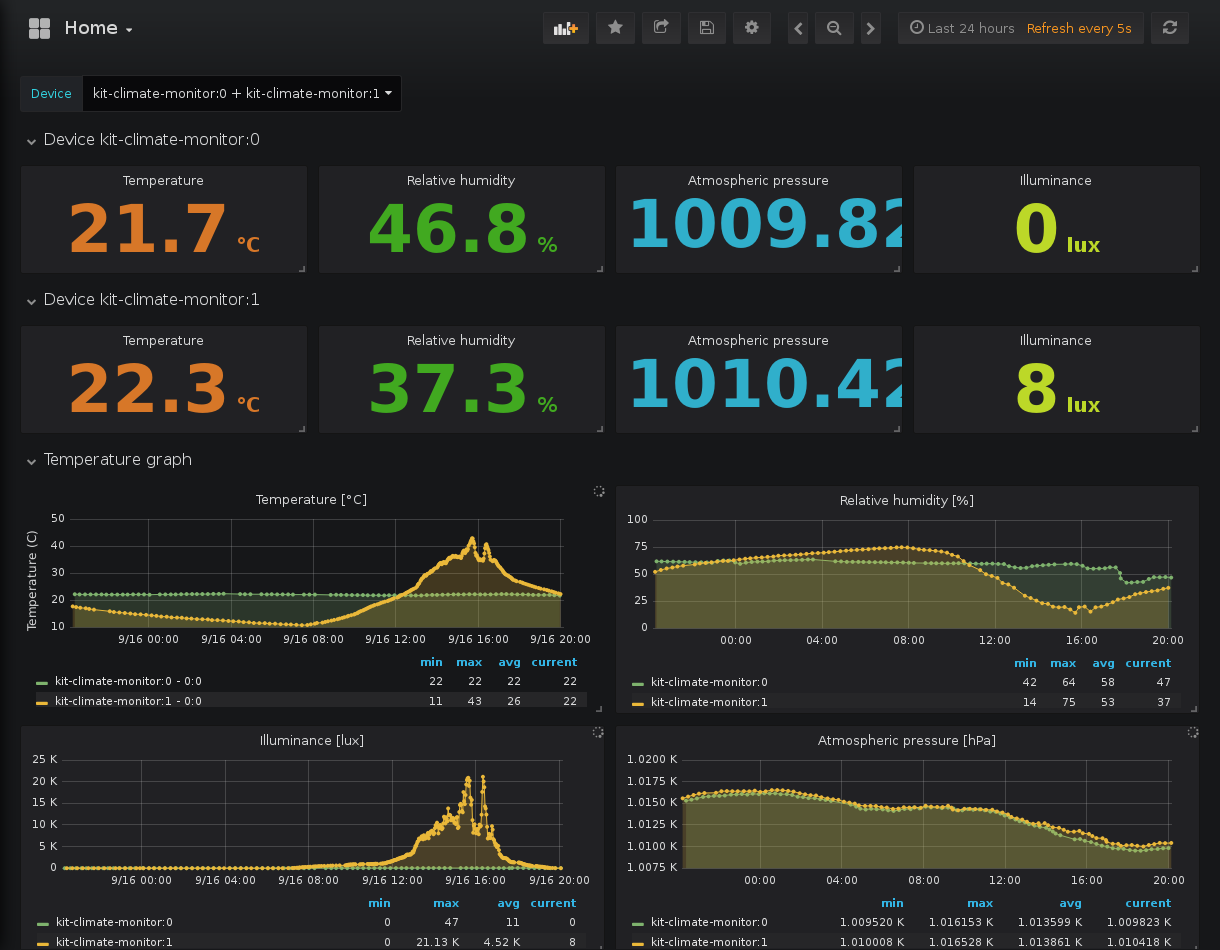 Home
Last 24 hours Refresh every 5s
Device kit-climate-monitor:0 + kit-climate-monitor:1
Device kit-climate-monitor:0
Temperature Relative humidity Atmospheric pressure Illuminance
21.7 °C 46.8 % 1009.82 0 lux
Device kit-climate-monitor:1
Temperature Relative humidity Atmospheric pressure Illuminance
22.3 °C 37.3 % 1010.42 8 lux
Temperature graph
Temperature [°C]
Temperature (C)
50
40
30
20
10
9/16 00:00 9/16 04:00 9/16 08:00 9/16 12:00 9/16 16:00 9/16 20:00
min max avg current
kit-climate-monitor:0 - 0:0 22 22 22 22
kit-climate-monitor:1 - 0:0 11 43 26 22
Relative humidity [%]
100
75
50
25
0
00:00 04:00 08:00 12:00 16:00 20:00
min max avg current
kit-climate-monitor:0 42 64 58 47
kit-climate-monitor:1 14 75 53 37
Illuminance [lux]
25 K
20 K
15 K
10 K
5 K
0
9/16 00:00 9/16 04:00 9/16 08:00 9/16 12:00 9/16 16:00 9/16 20:00
min max avg current
kit-climate-monitor:0 0 47 11 0
kit-climate-monitor:1 0 21.13 K 4.52 K 8
Atmospheric pressure [hPa]
1.0200 K
1.0175 K
1.0150 K
1.0125 K
1.0100 K
1.0075 K
00:00 04:00 08:00 12:00 16:00 20:00
min max avg current
kit-climate-monitor:0 1.009520 K 1.016153 K 1.013599 K 1.009823 K
kit-climate-monitor:1 1.010008 K 1.016528 K 1.013861 K 1.010418 K